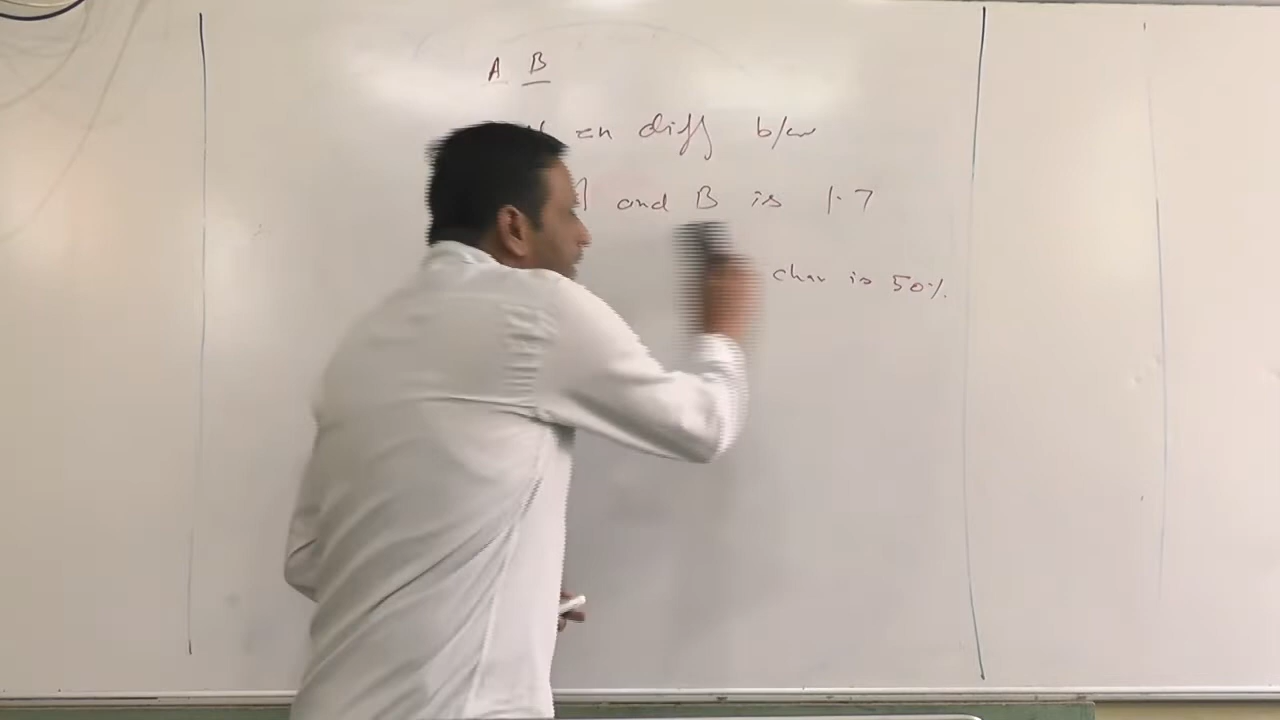 A B
en diff b/w
A and B is 1.7
char is 50%